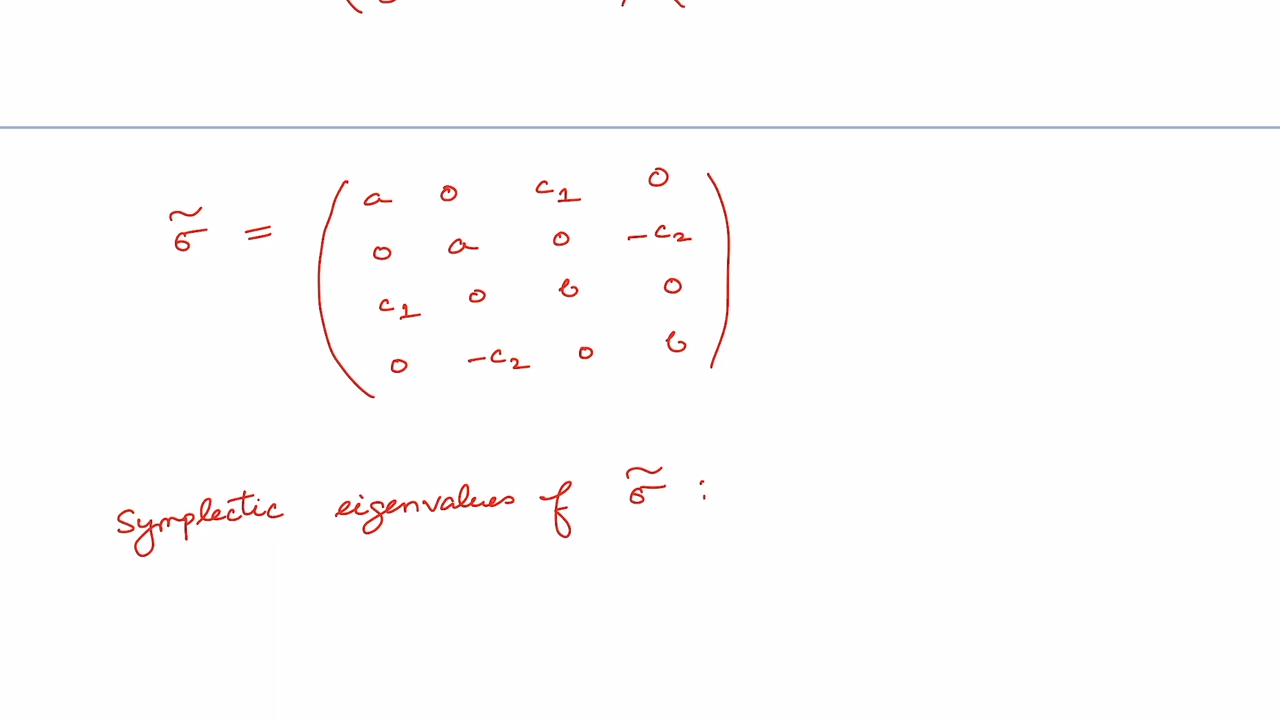 σ̃ = ( a 0 c₁ 0
0 a 0 -c₂
c₁ 0 b 0
0 -c₂ 0 b )
Symplectic eigenvalues of σ̃ :